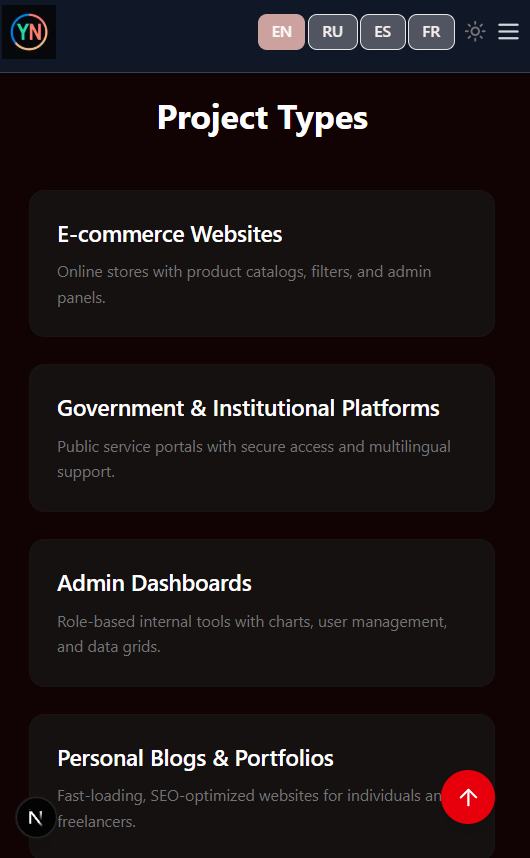 YN
EN RU ES FR
Project Types
E-commerce Websites
Online stores with product catalogs, filters, and admin
panels.
Government & Institutional Platforms
Public service portals with secure access and multilingual
support.
Admin Dashboards
Role-based internal tools with charts, user management,
and data grids.
Personal Blogs & Portfolios
Fast-loading, SEO-optimized websites for individuals
freelancers.
N